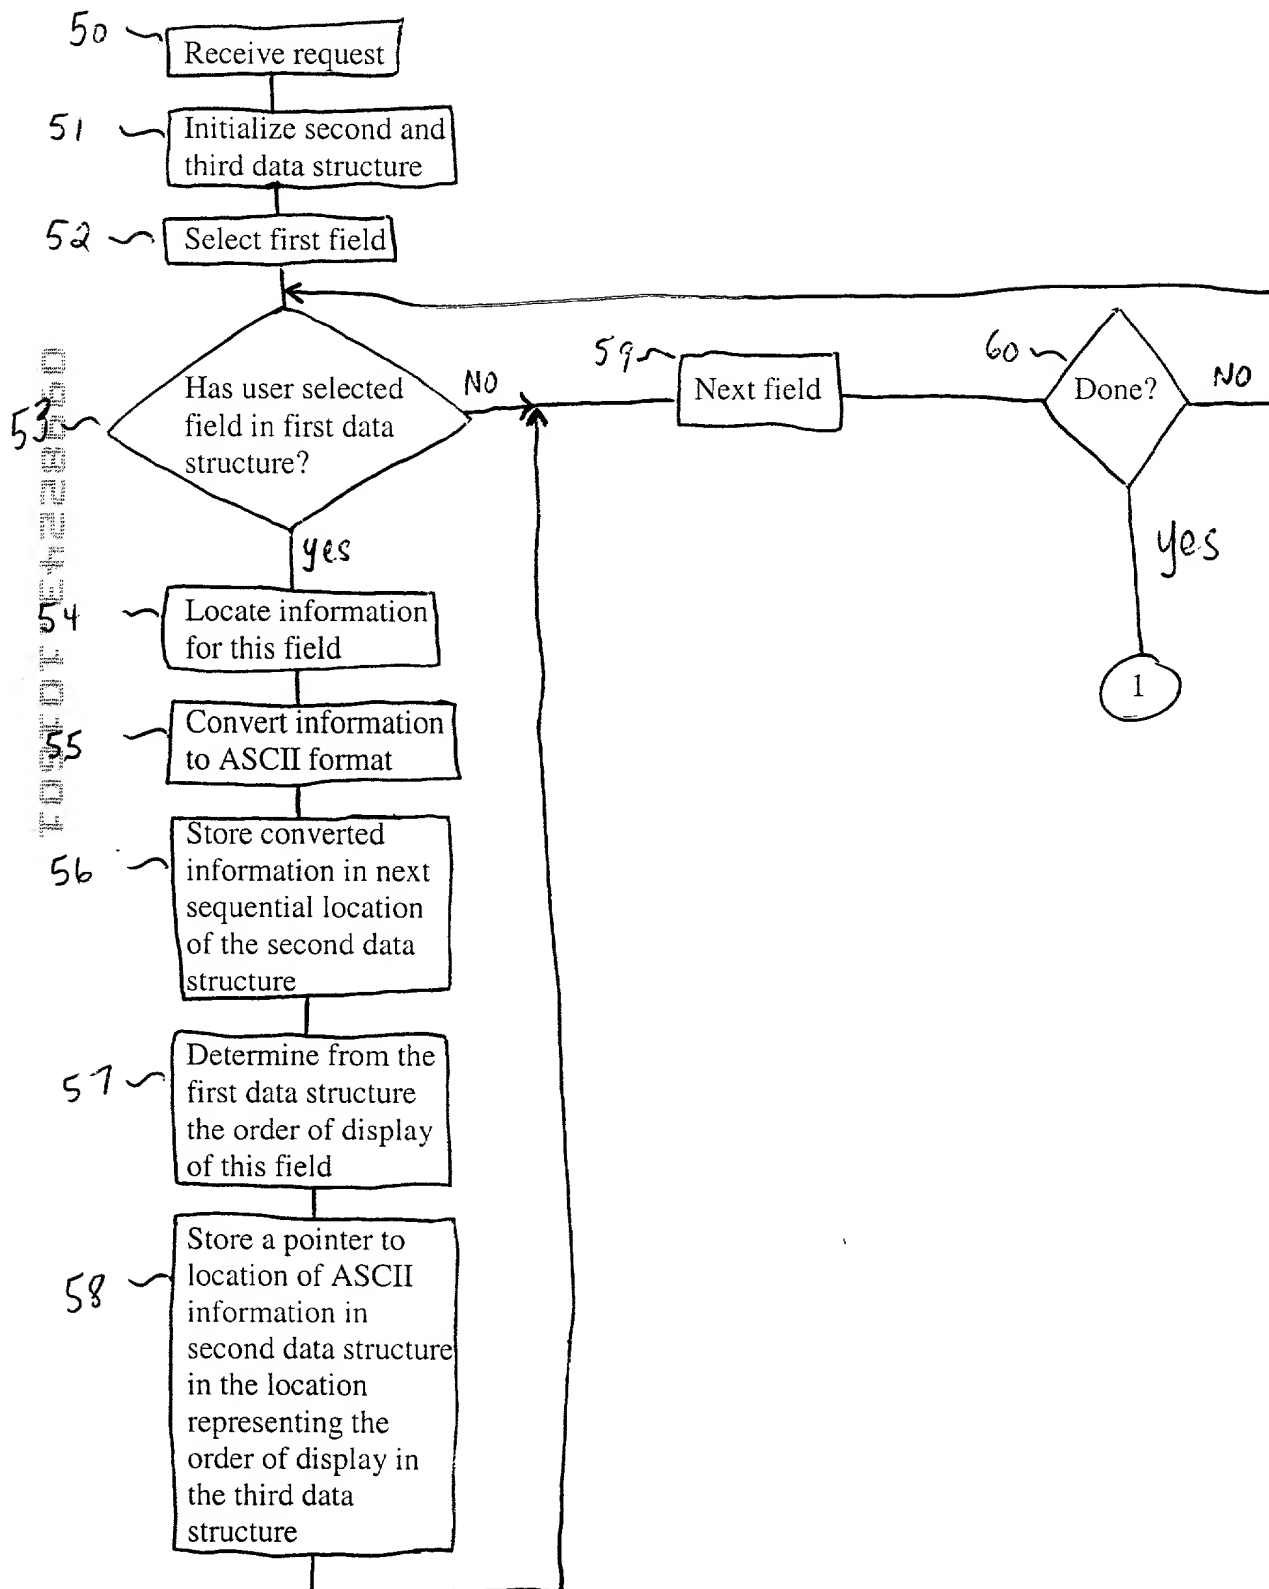 50
Receive request
51
Initialize second and
third data structure
52
Select first field
53
Has user selected
field in first data
structure?
NO
yes
59
Next field
60
Done?
NO
yes
1
54
Locate information
for this field
55
Convert information
to ASCII format
56
Store converted
information in next
sequential location
of the second data
structure
57
Determine from the
first data structure
the order of display
of this field
58
Store a pointer to
location of ASCII
information in
second data structure
in the location
representing the
order of display in
the third data
structure